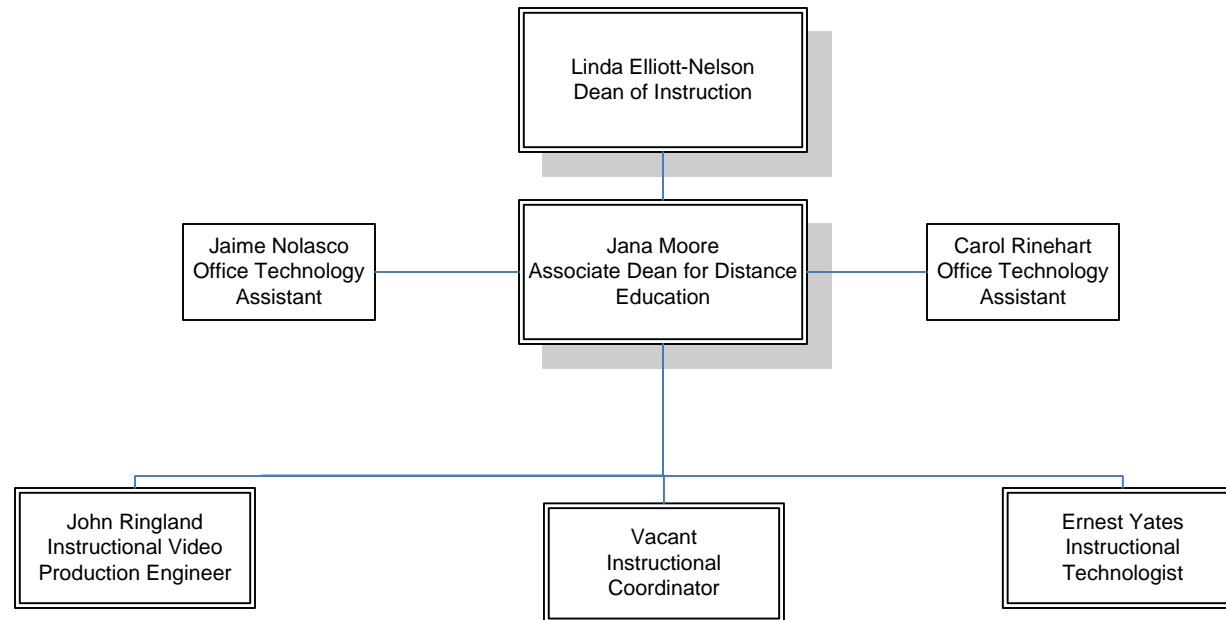 Linda Elliott-Nelson
Dean of Instruction
Jaime Nolasco
Office Technology
Assistant
Jana Moore
Associate Dean for Distance
Education
Carol Rinehart
Office Technology
Assistant
John Ringland
Instructional Video
Production Engineer
Vacant
Instructional
Coordinator
Ernest Yates
Instructional
Technologist